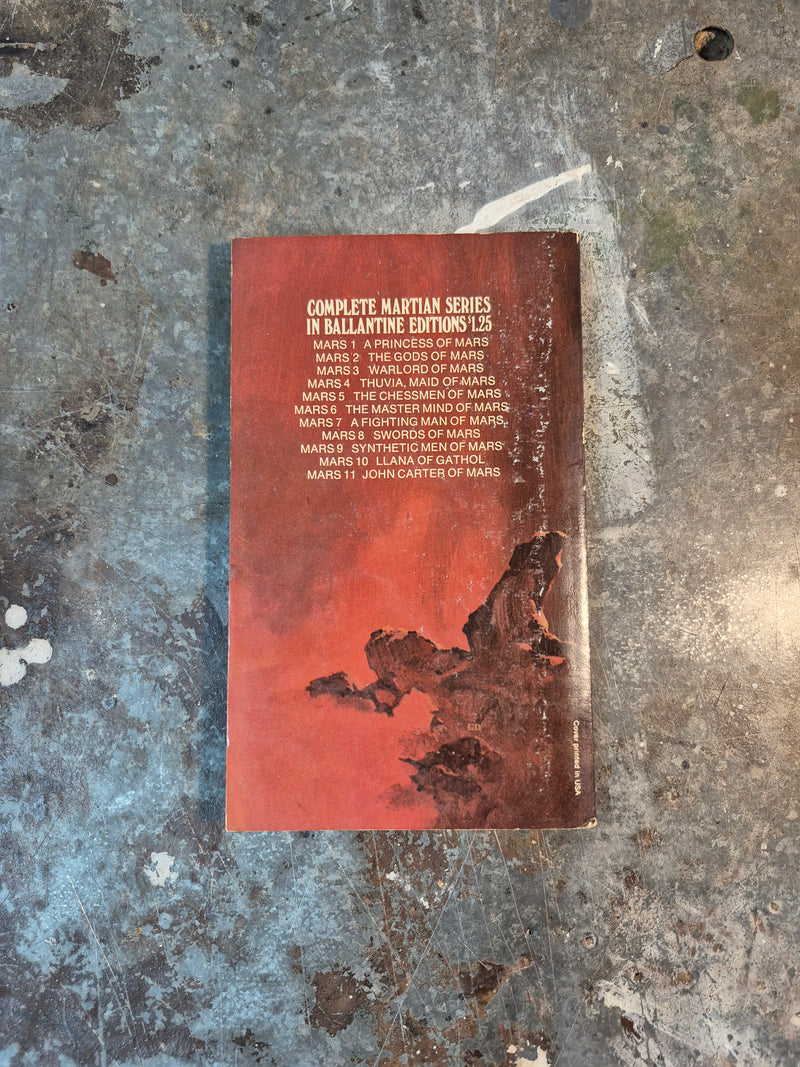 COMPLETE MARTIAN SERIES
IN BALLANTINE EDITIONS $1.25
MARS 1 A PRINCESS OF MARS
MARS 2 THE GODS OF MARS
MARS 3 WARLORD OF MARS
MARS 4 THUVIA, MAID OF MARS
MARS 5 THE CHESSMEN OF MARS
MARS 6 THE MASTER MIND OF MARS
MARS 7 A FIGHTING MAN OF MARS
MARS 8 SWORDS OF MARS
MARS 9 SYNTHETIC MEN OF MARS
MARS 10 LLANA OF GATHOL
MARS 11 JOHN CARTER OF MARS
Cover printed in USA